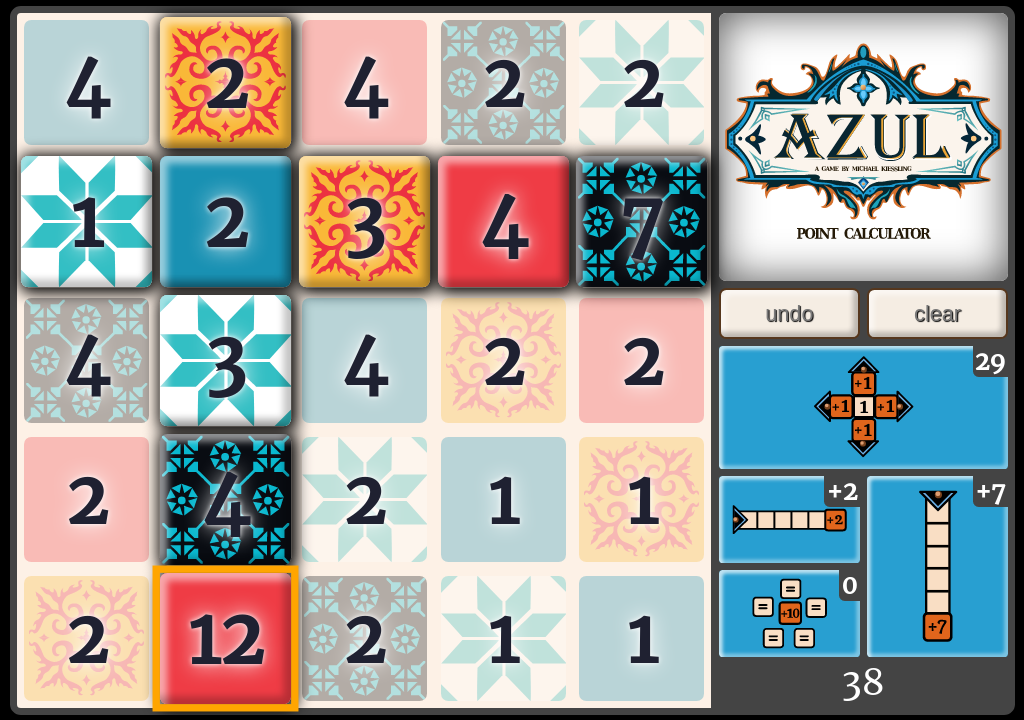 4 2 4 2 2
1 2 3 4 7
4 3 4 2 2
2 4 2 1 1
2 12 2 1 1
AZUL
A GAME BY MICHAEL KIESLING
POINT CALCULATOR
undo clear
29
+1
+1 1 +1
+1
+2
+2
+7
+7
0
=
= +10 =
= =
38